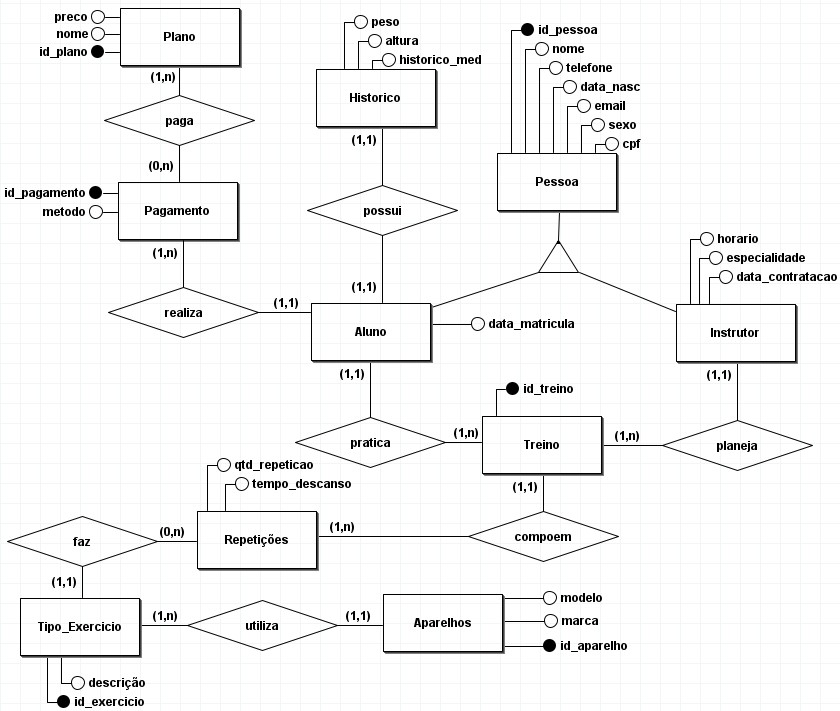 preco
nome
id_plano
Plano
(1,n)
paga
(0,n)
id_pagamento
metodo
Pagamento
(1,n)
realiza
(1,1)
peso
altura
historico_med
Historico
(1,1)
possui
(1,1)
id_pessoa
nome
telefone
data_nasc
email
sexo
cpf
Pessoa
horario
especialidade
data_contratacao
Instrutor
(1,1)
Aluno
data_matricula
(1,1)
pratica
(1,n)
id_treino
Treino
(1,n)
planeja
(1,1)
compoem
(1,n)
qtd_repeticao
tempo_descanso
Repetições
(0,n)
faz
(1,1)
Tipo_Exercicio
(1,n)
utiliza
(1,1)
Aparelhos
modelo
marca
id_aparelho
descrição
id_exercicio